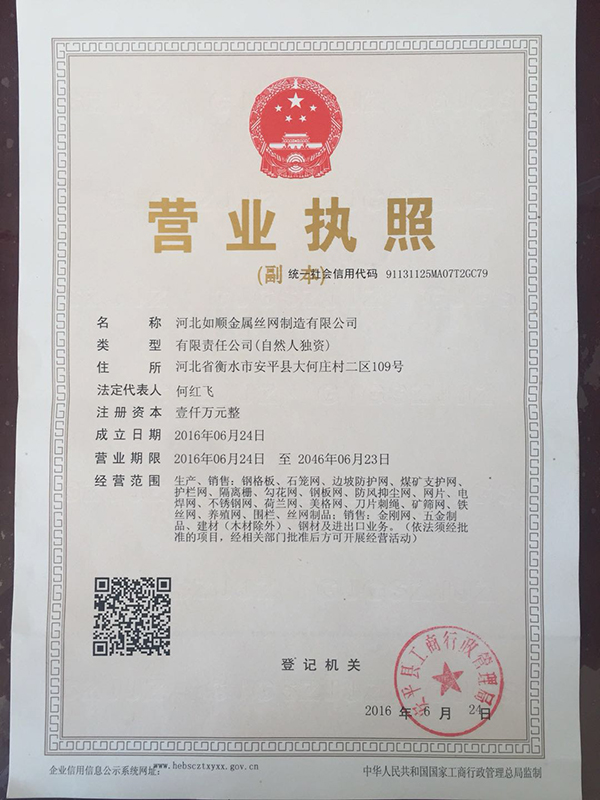 营业执照
(副 本) 统一社会信用代码 91131125MA07T2GC79
名 称 河北如顺金属丝网制造有限公司
类 型 有限责任公司(自然人独资)
住 所 河北省衡水市安平县大何庄村二区109号
法定代表人 何红飞
注册资本 壹仟万元整
成立日期 2016年06月24日
营业期限 2016年06月24日 至 2046年06月23日
经营范围 生产、销售：钢格板、石笼网、边坡防护网、煤矿支护网、
护栏网、隔离栅、勾花网、钢板网、防风抑尘网、网片、电
焊网、不锈钢网、荷兰网、美格网、刀片刺绳、矿筛网、铁
丝网、养殖网、围栏、丝网制品；销售：金刚网、五金制
品、建材（木材除外）、钢材及进出口业务。（依法须经批
准的项目，经相关部门批准后方可开展经营活动）
登记机关
安平县工商行政管理局
2016 年 6 月 24 日
企业信用信息公示系统网址：www.hebscztxyxx.gov.cn
中华人民共和国国家工商行政管理总局监制